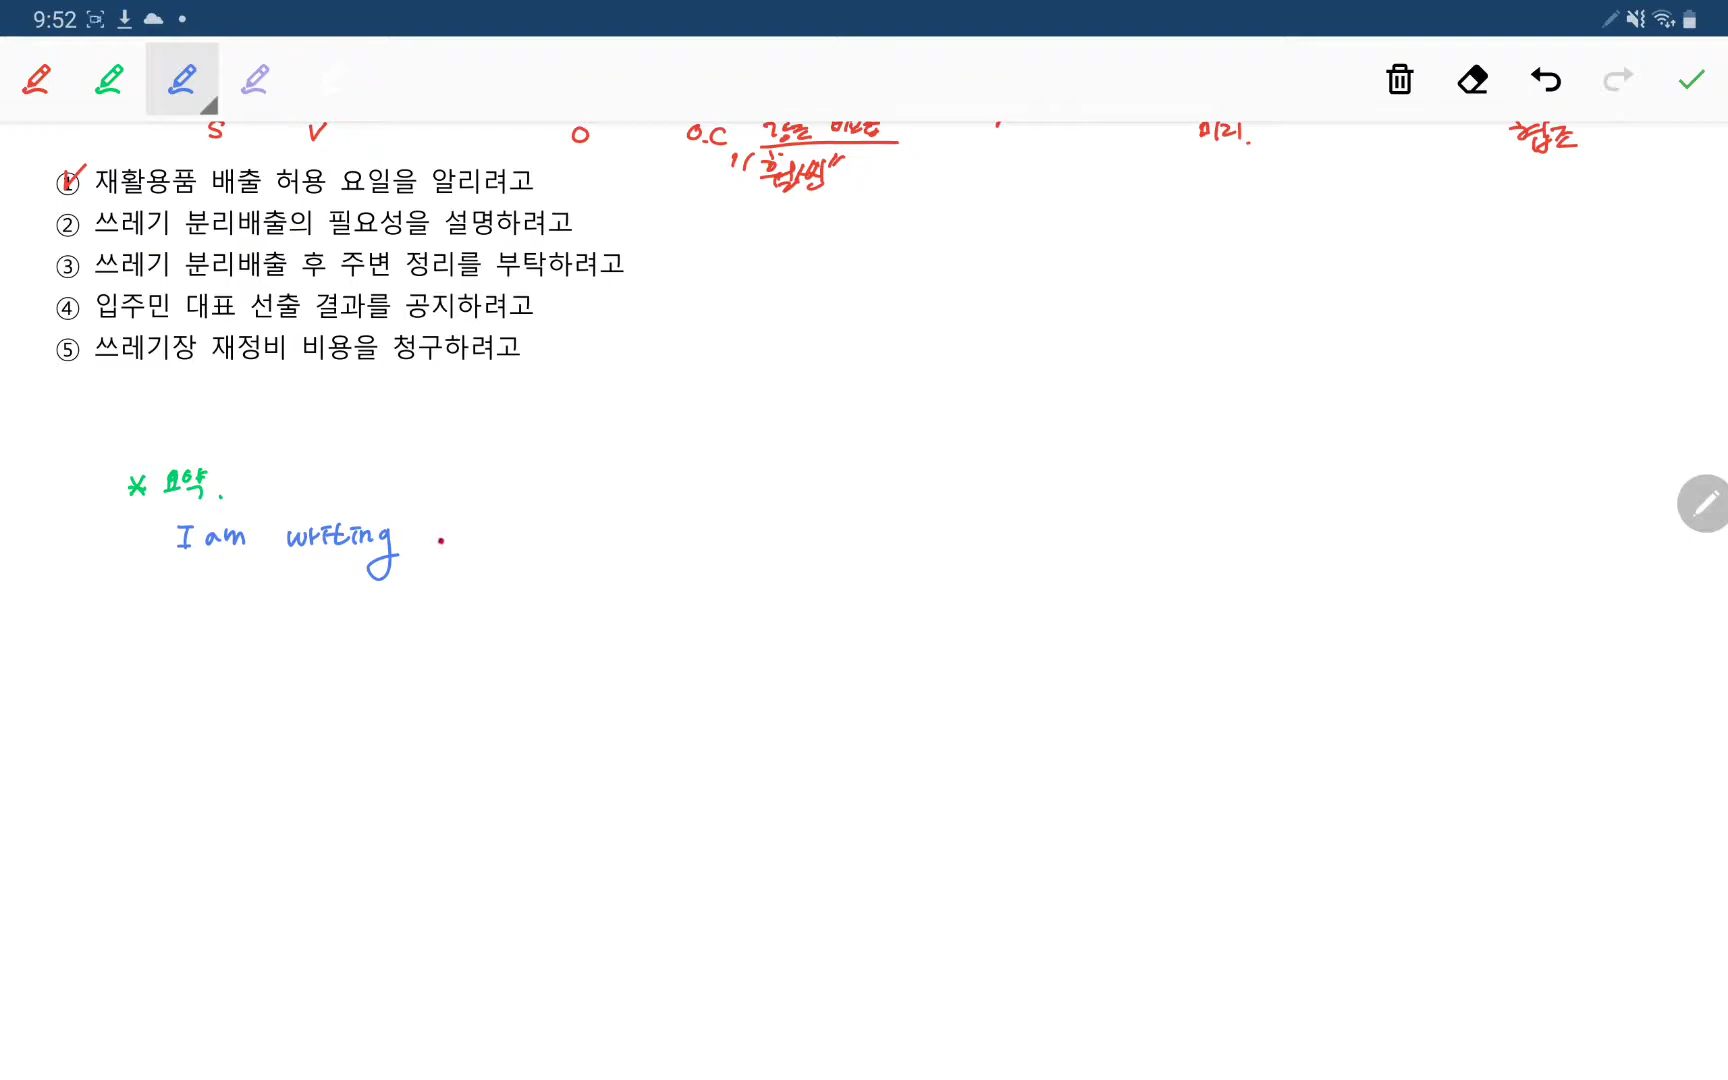 9:52
S V O O.C 미리. 협조
① 재활용품 배출 허용 요일을 알리려고
② 쓰레기 분리배출의 필요성을 설명하려고
③ 쓰레기 분리배출 후 주변 정리를 부탁하려고
④ 입주민 대표 선출 결과를 공지하려고
⑤ 쓰레기장 재정비 비용을 청구하려고
* 요약.
I am writing